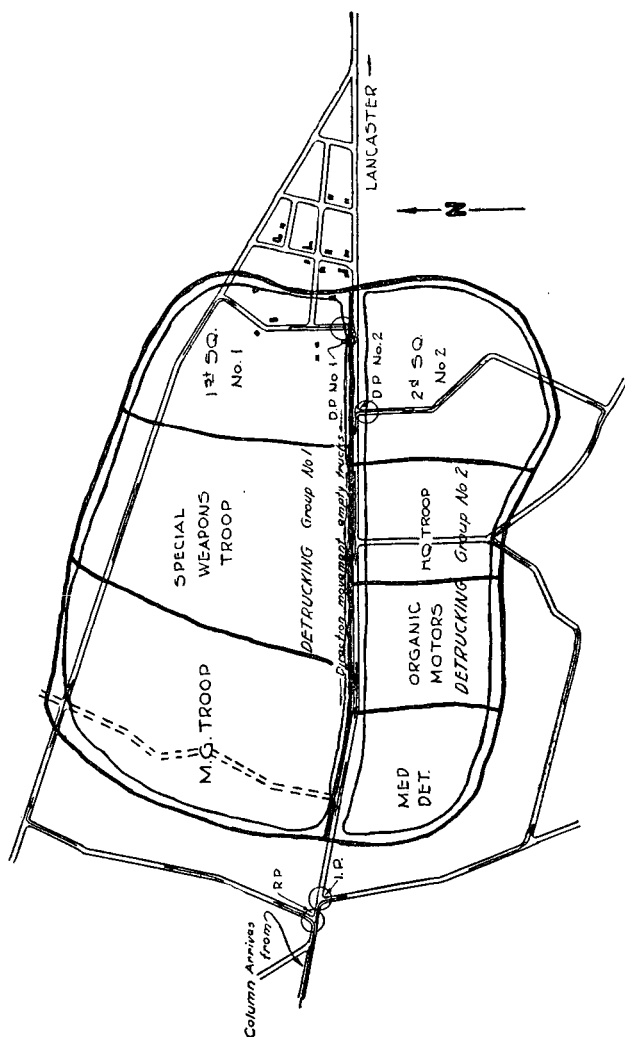 LANCASTER
N
1st SQ.
No. 1
D.P. No. 1
D.P. No. 2
2d SQ.
No. 2
SPECIAL
WEAPONS
TROOP
DETRUCKING Group No 1
Direction movement empty trucks
HQ TROOP
DETRUCKING Group No 2
ORGANIC
MOTORS
M.G. TROOP
MED
DET.
R.P.
I.P.
Column Arrives
from